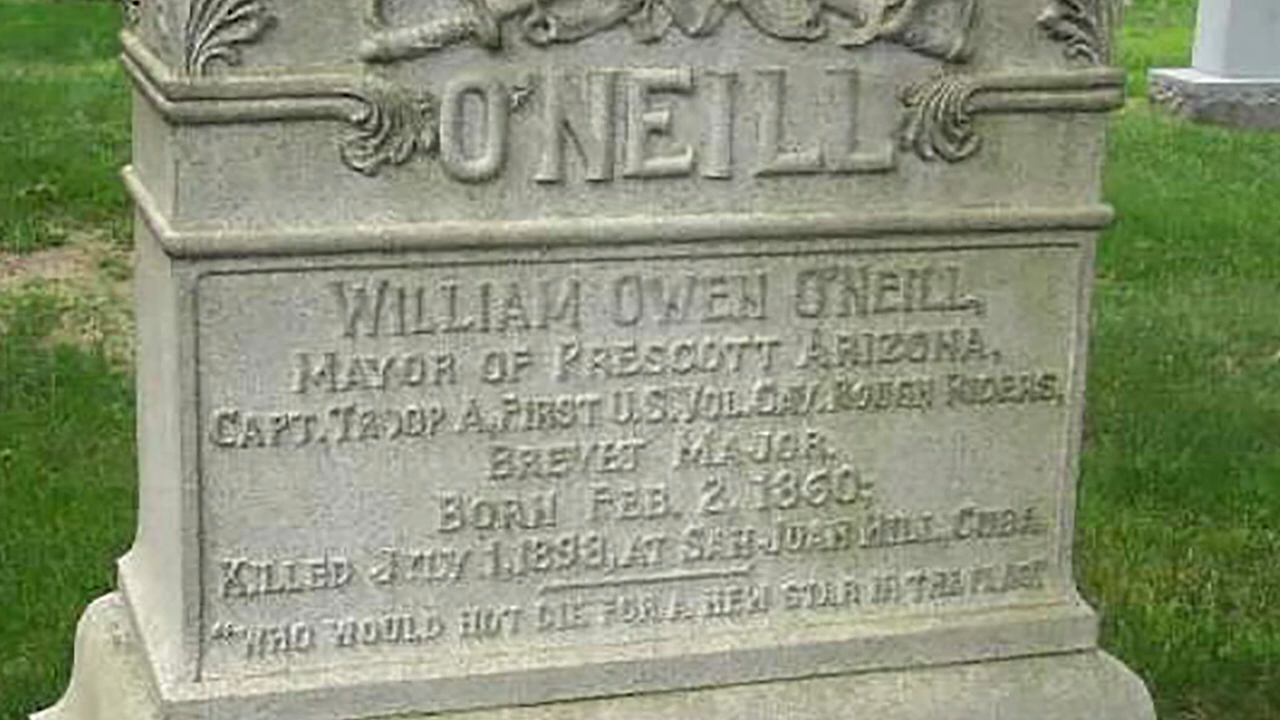 O'NEILL
WILLIAM OWEN O'NEILL,
MAYOR OF PRESCOTT ARIZONA,
CAPT. TROOP A, FIRST U.S. VOL. CAV. ROUGH RIDERS,
BREVET MAJOR.
BORN FEB. 2, 1860;
KILLED JULY 1, 1898, AT SAN JUAN HILL, CUBA.
"WHO WOULD NOT DIE FOR A NEW STAR IN THE FLAG?"